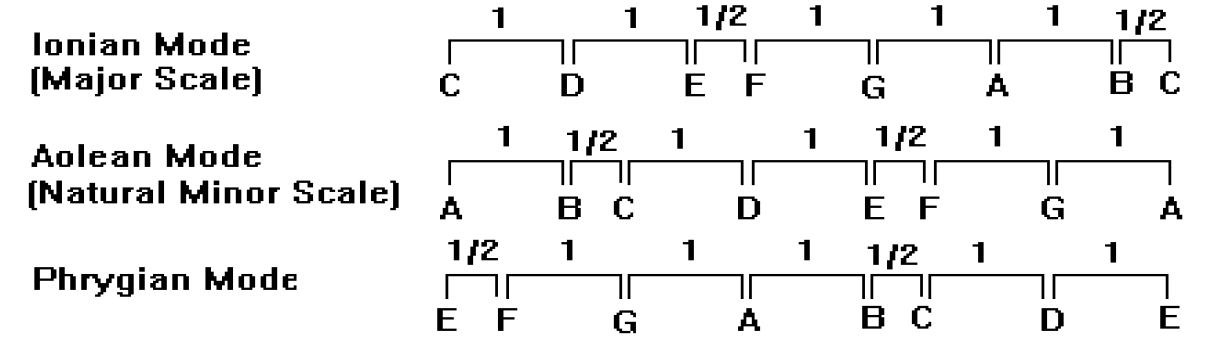 1 1 1/2 1 1 1 1/2
Ionian Mode
(Major Scale)
C D E F G A B C
1 1/2 1 1 1/2 1 1
Aolean Mode
(Natural Minor Scale)
A B C D E F G A
1/2 1 1 1 1/2 1 1
Phrygian Mode
E F G A B C D E